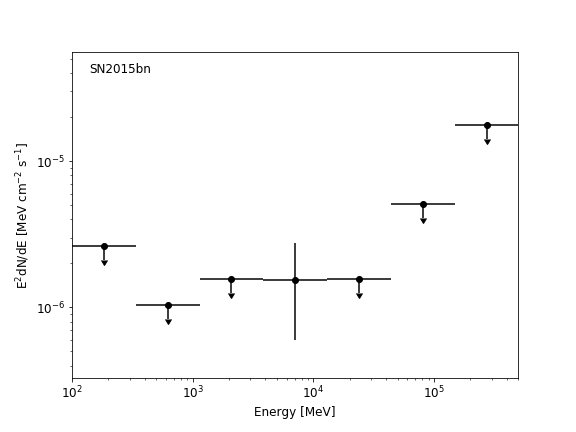 SN2015bn
E²dN/dE [MeV cm⁻² s⁻¹]
10⁻⁵
10⁻⁶
10² 10³ 10⁴ 10⁵
Energy [MeV]